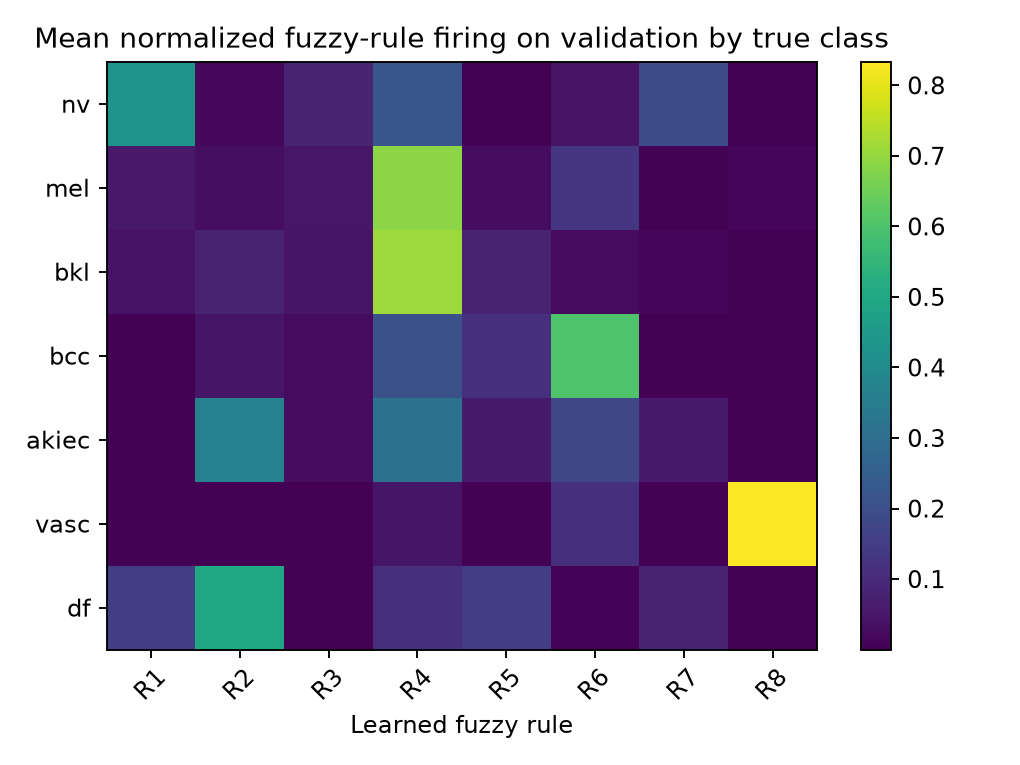 Mean normalized fuzzy-rule firing on validation by true class
nv
mel
bkl
bcc
akiec
vasc
df
R1 R2 R3 R4 R5 R6 R7 R8
Learned fuzzy rule
0.8
0.7
0.6
0.5
0.4
0.3
0.2
0.1